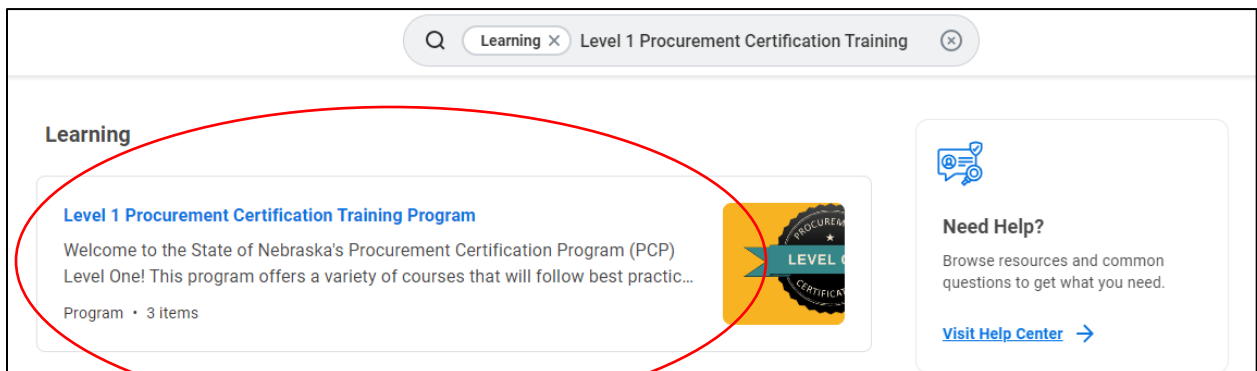 Learning × Level 1 Procurement Certification Training
Learning
Level 1 Procurement Certification Training Program
Welcome to the State of Nebraska's Procurement Certification Program (PCP)
Level One! This program offers a variety of courses that will follow best practic...
Program • 3 items
LEVEL
Need Help?
Browse resources and common
questions to get what you need.
Visit Help Center →